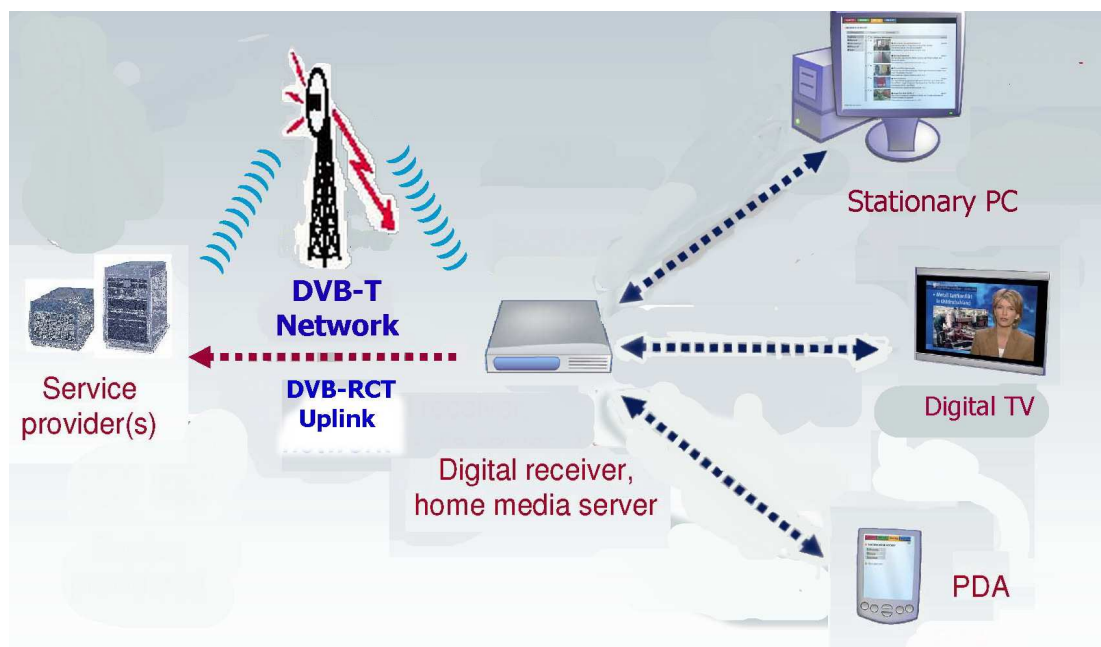 Stationary PC
DVB-T
Network
DVB-RCT
Uplink
Service
provider(s)
Digital TV
Digital receiver,
home media server
PDA